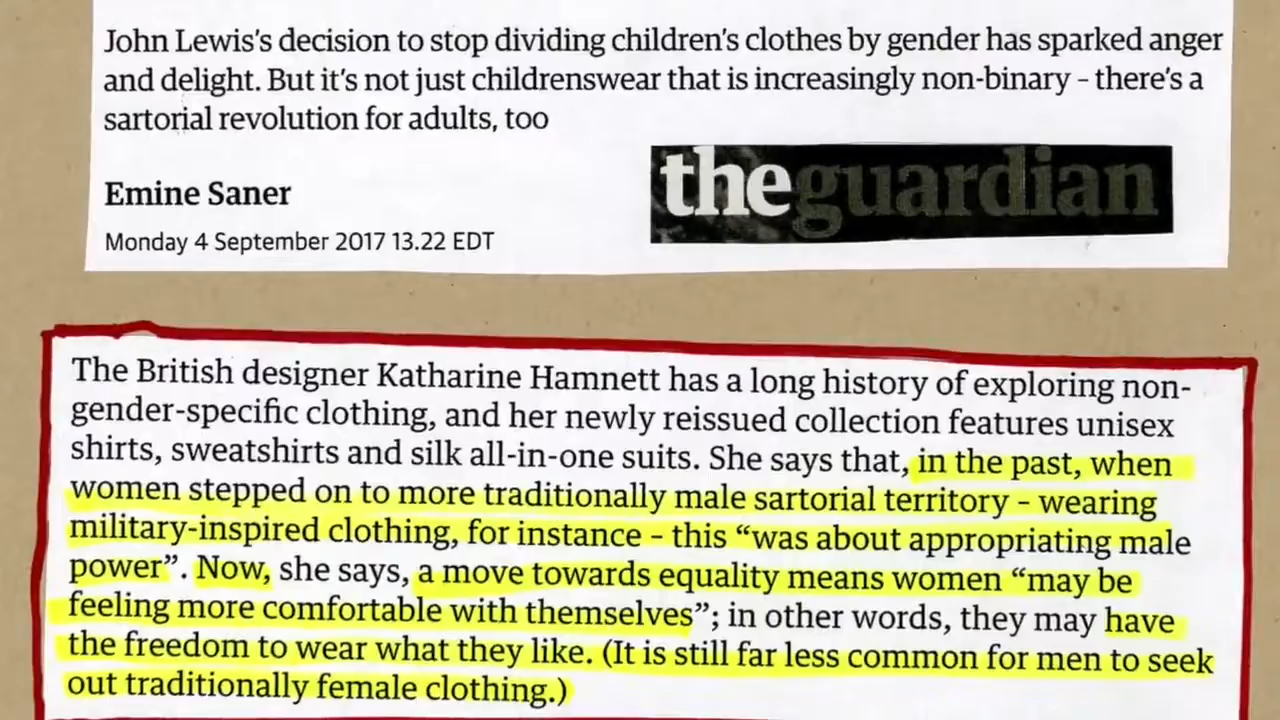 John Lewis's decision to stop dividing children's clothes by gender has sparked anger
and delight. But it's not just childrenswear that is increasingly non-binary – there's a
sartorial revolution for adults, too
Emine Saner
theguardian
Monday 4 September 2017 13.22 EDT
The British designer Katharine Hamnett has a long history of exploring non-
gender-specific clothing, and her newly reissued collection features unisex
shirts, sweatshirts and silk all-in-one suits. She says that, in the past, when
women stepped on to more traditionally male sartorial territory – wearing
military-inspired clothing, for instance – this “was about appropriating male
power”. Now, she says, a move towards equality means women “may be
feeling more comfortable with themselves”; in other words, they may have
the freedom to wear what they like. (It is still far less common for men to seek
out traditionally female clothing.)